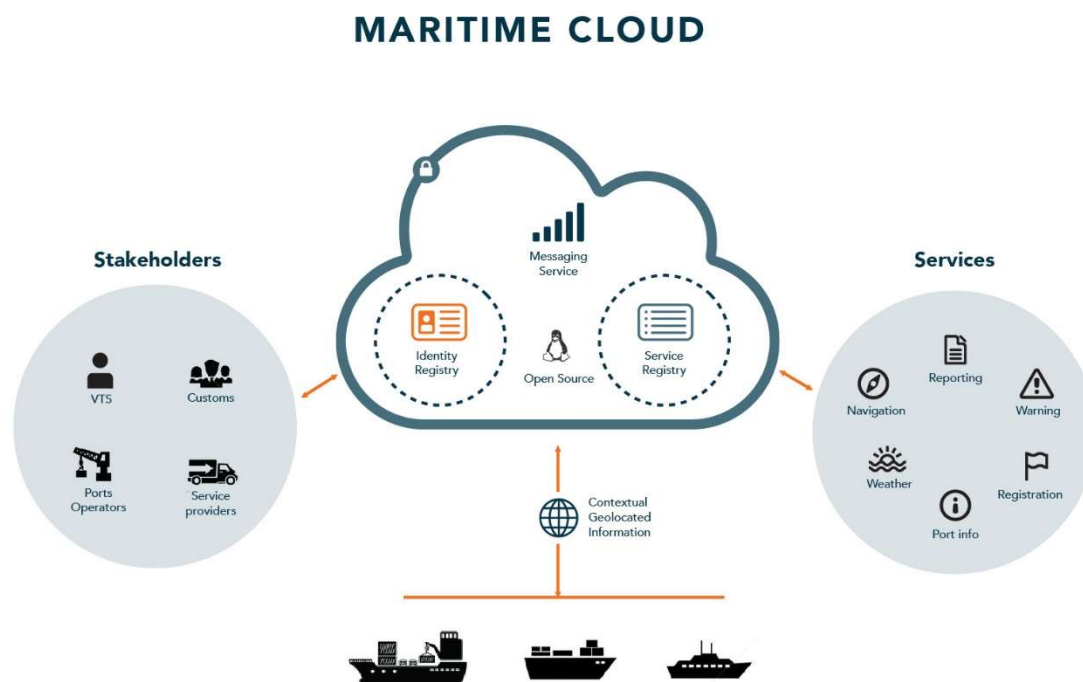 MARITIME CLOUD
Stakeholders
VTS
Customs
Ports
Operators
Service
providers
Messaging
Service
Identity
Registry
Open Source
Service
Registry
Contextual
Geolocated
Information
Services
Reporting
Navigation
Warning
Weather
Registration
Port info